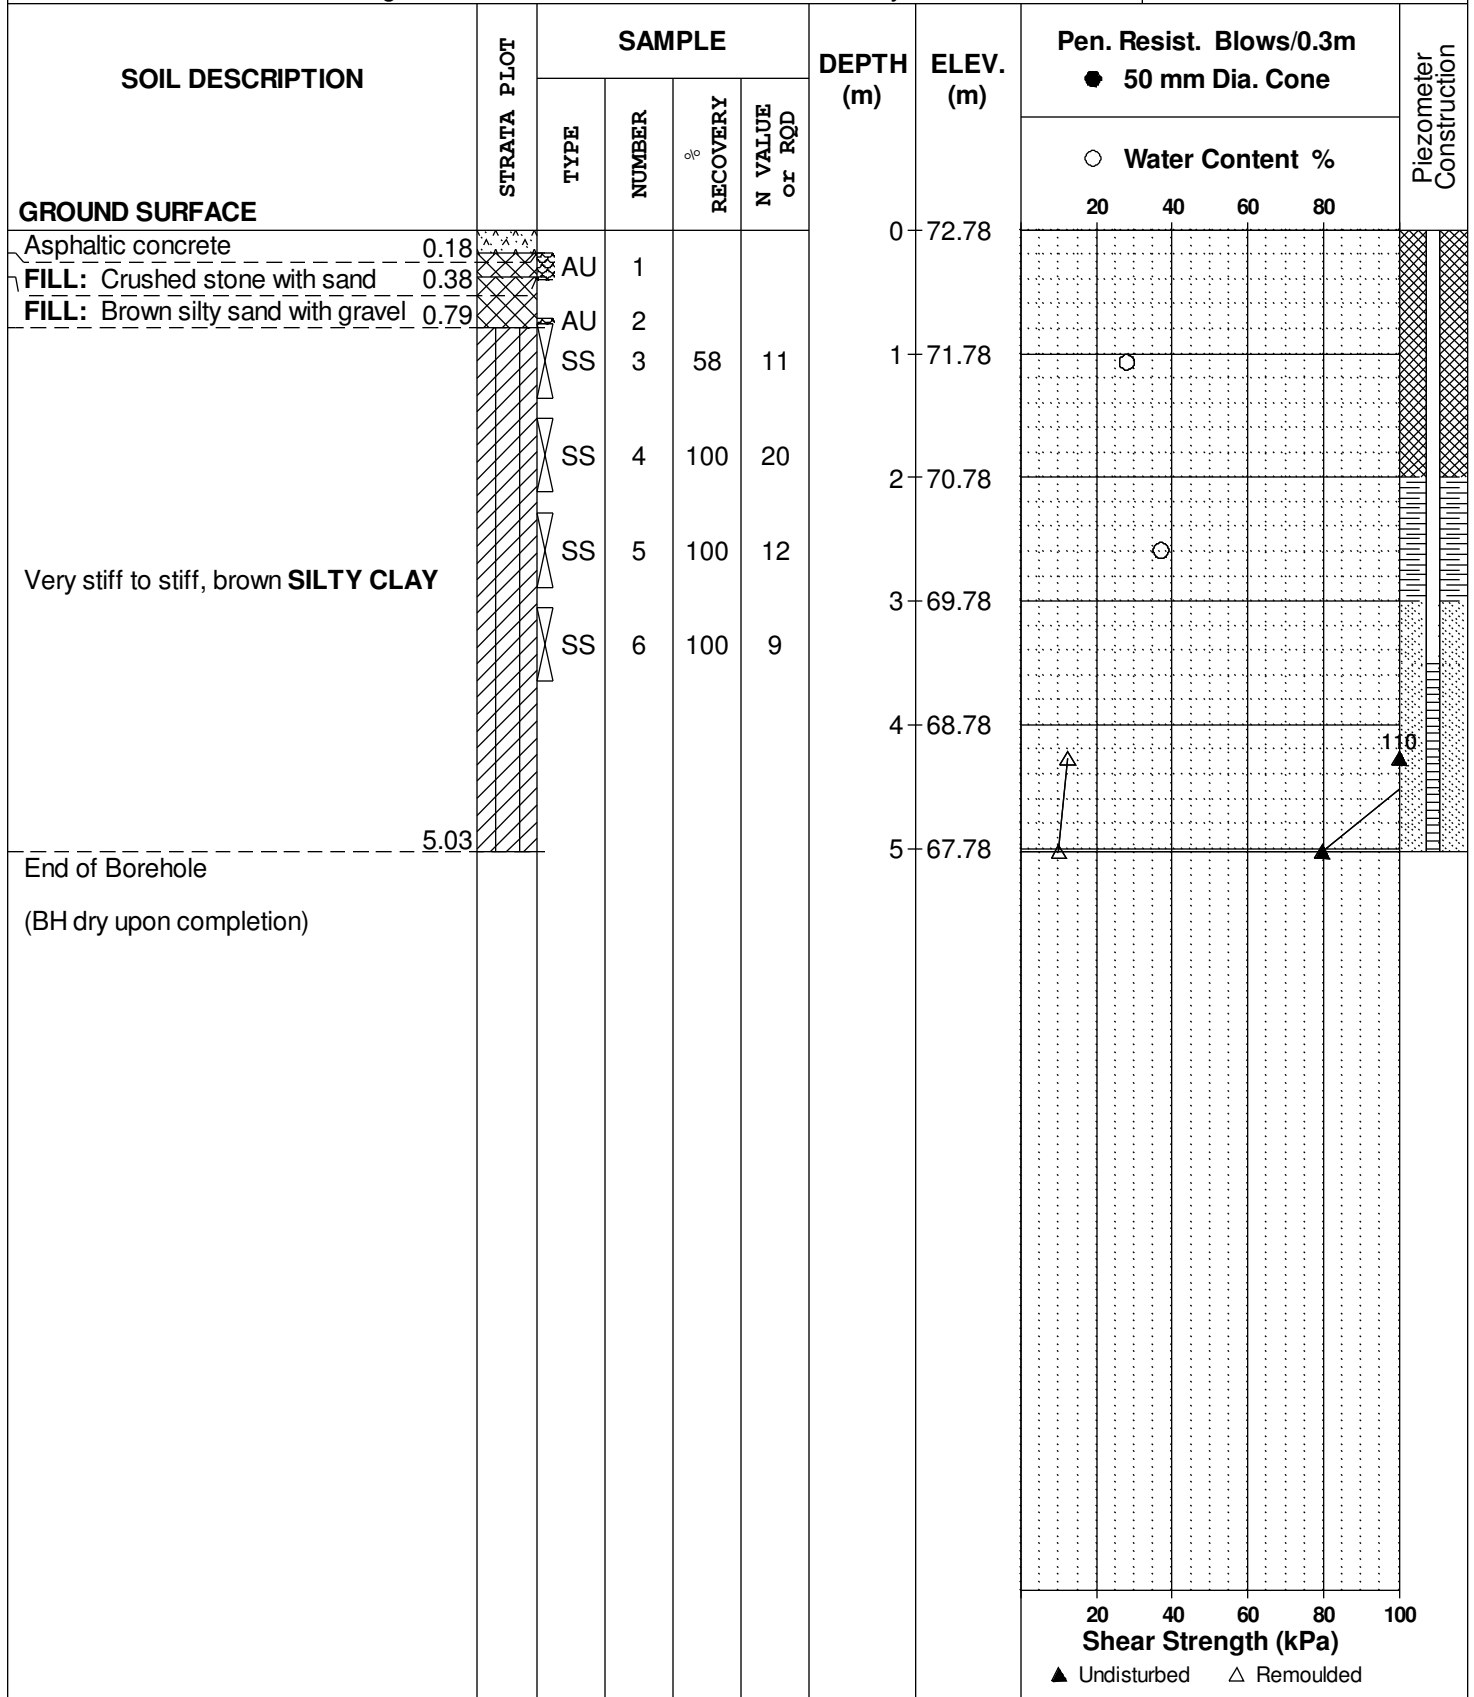 SOIL DESCRIPTION
GROUND SURFACE
STRATA PLOT
SAMPLE
TYPE
NUMBER
% RECOVERY
N VALUE or RQD
DEPTH (m)
ELEV. (m)
Pen. Resist. Blows/0.3m
● 50 mm Dia. Cone
○ Water Content %
20 40 60 80
Piezometer Construction
0 72.78
Asphaltic concrete 0.18
FILL: Crushed stone with sand 0.38
AU 1
FILL: Brown silty sand with gravel 0.79
AU 2
SS 3 58 11
1 71.78
SS 4 100 20
2 70.78
SS 5 100 12
Very stiff to stiff, brown SILTY CLAY
3 69.78
SS 6 100 9
4 68.78
110
5.03
5 67.78
End of Borehole
(BH dry upon completion)
20 40 60 80 100
Shear Strength (kPa)
▲ Undisturbed △ Remoulded